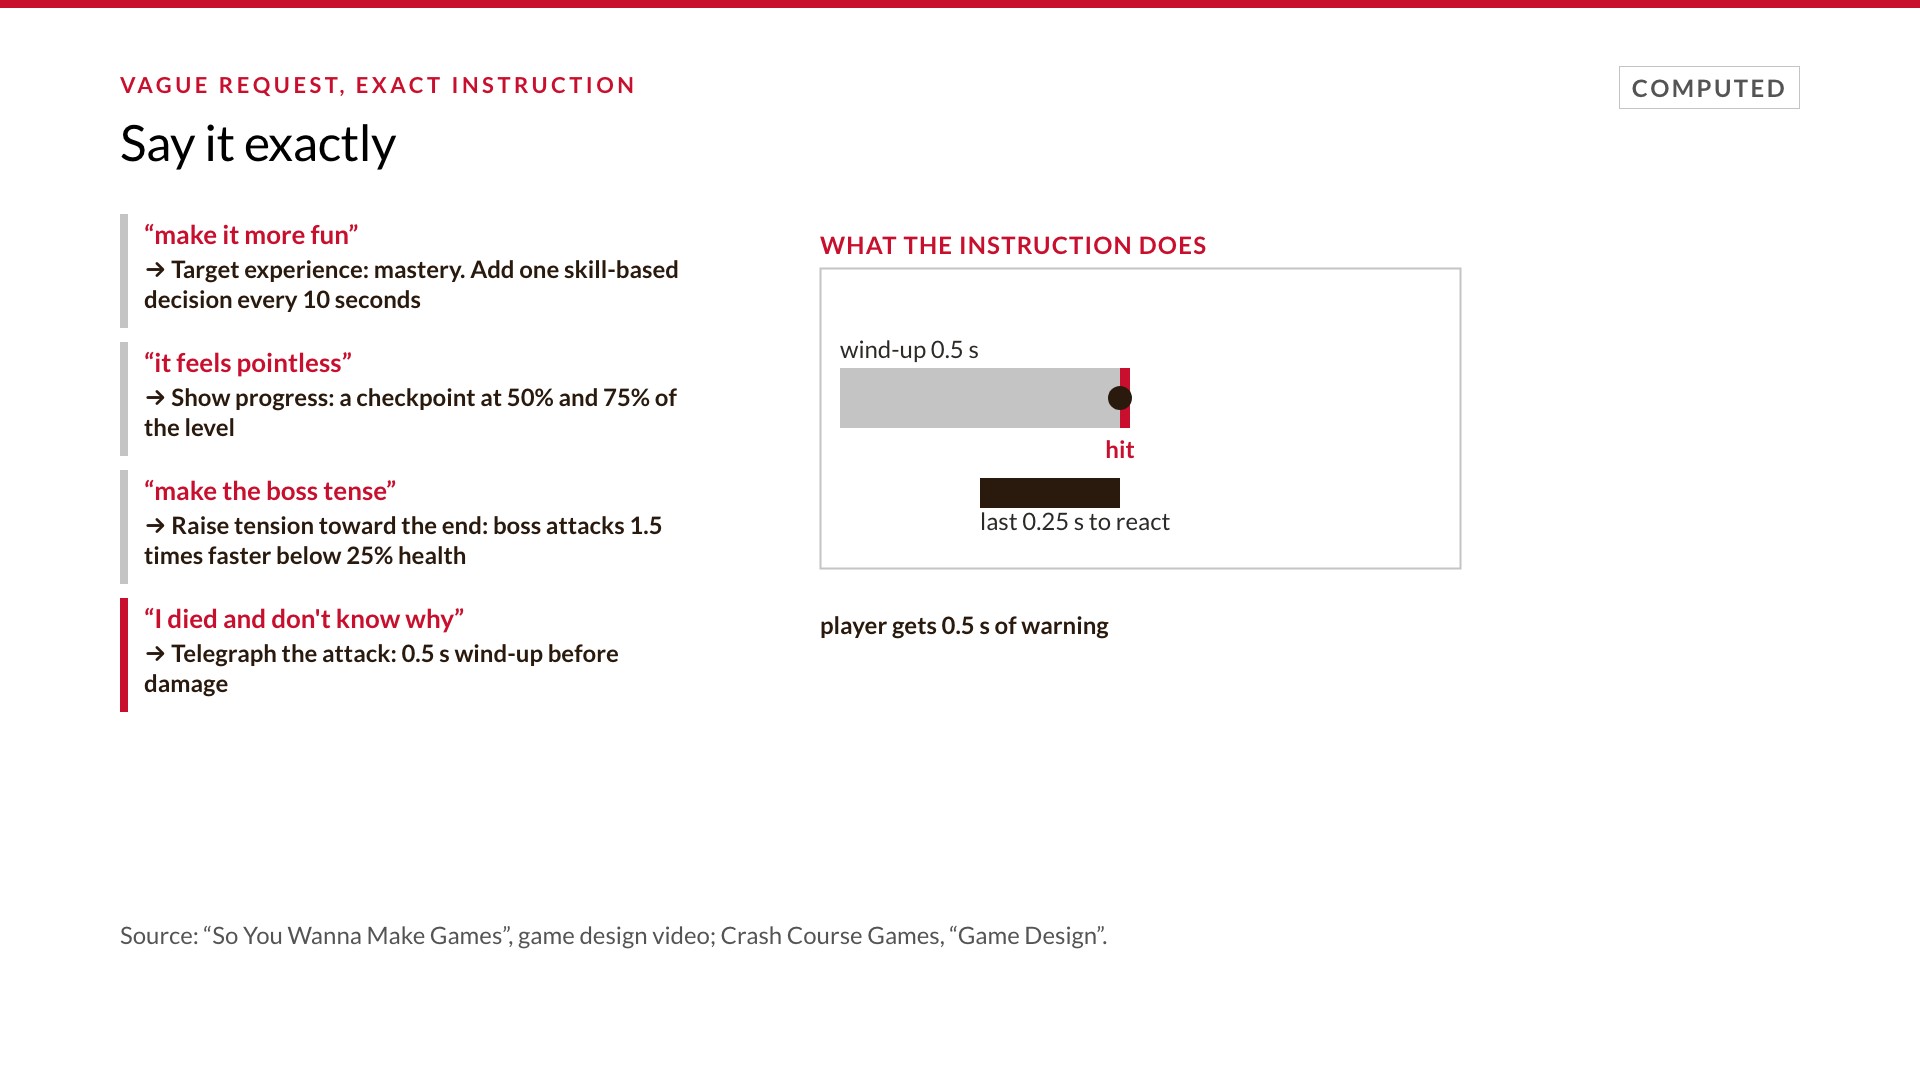 VAGUE REQUEST, EXACT INSTRUCTION
COMPUTED
Say it exactly
“make it more fun”
→ Target experience: mastery. Add one skill-based
decision every 10 seconds
“it feels pointless”
→ Show progress: a checkpoint at 50% and 75% of
the level
“make the boss tense”
→ Raise tension toward the end: boss attacks 1.5
times faster below 25% health
“I died and don't know why”
→ Telegraph the attack: 0.5 s wind-up before
damage
WHAT THE INSTRUCTION DOES
wind-up 0.5 s
hit
last 0.25 s to react
player gets 0.5 s of warning
Source: “So You Wanna Make Games”, game design video; Crash Course Games, “Game Design”.